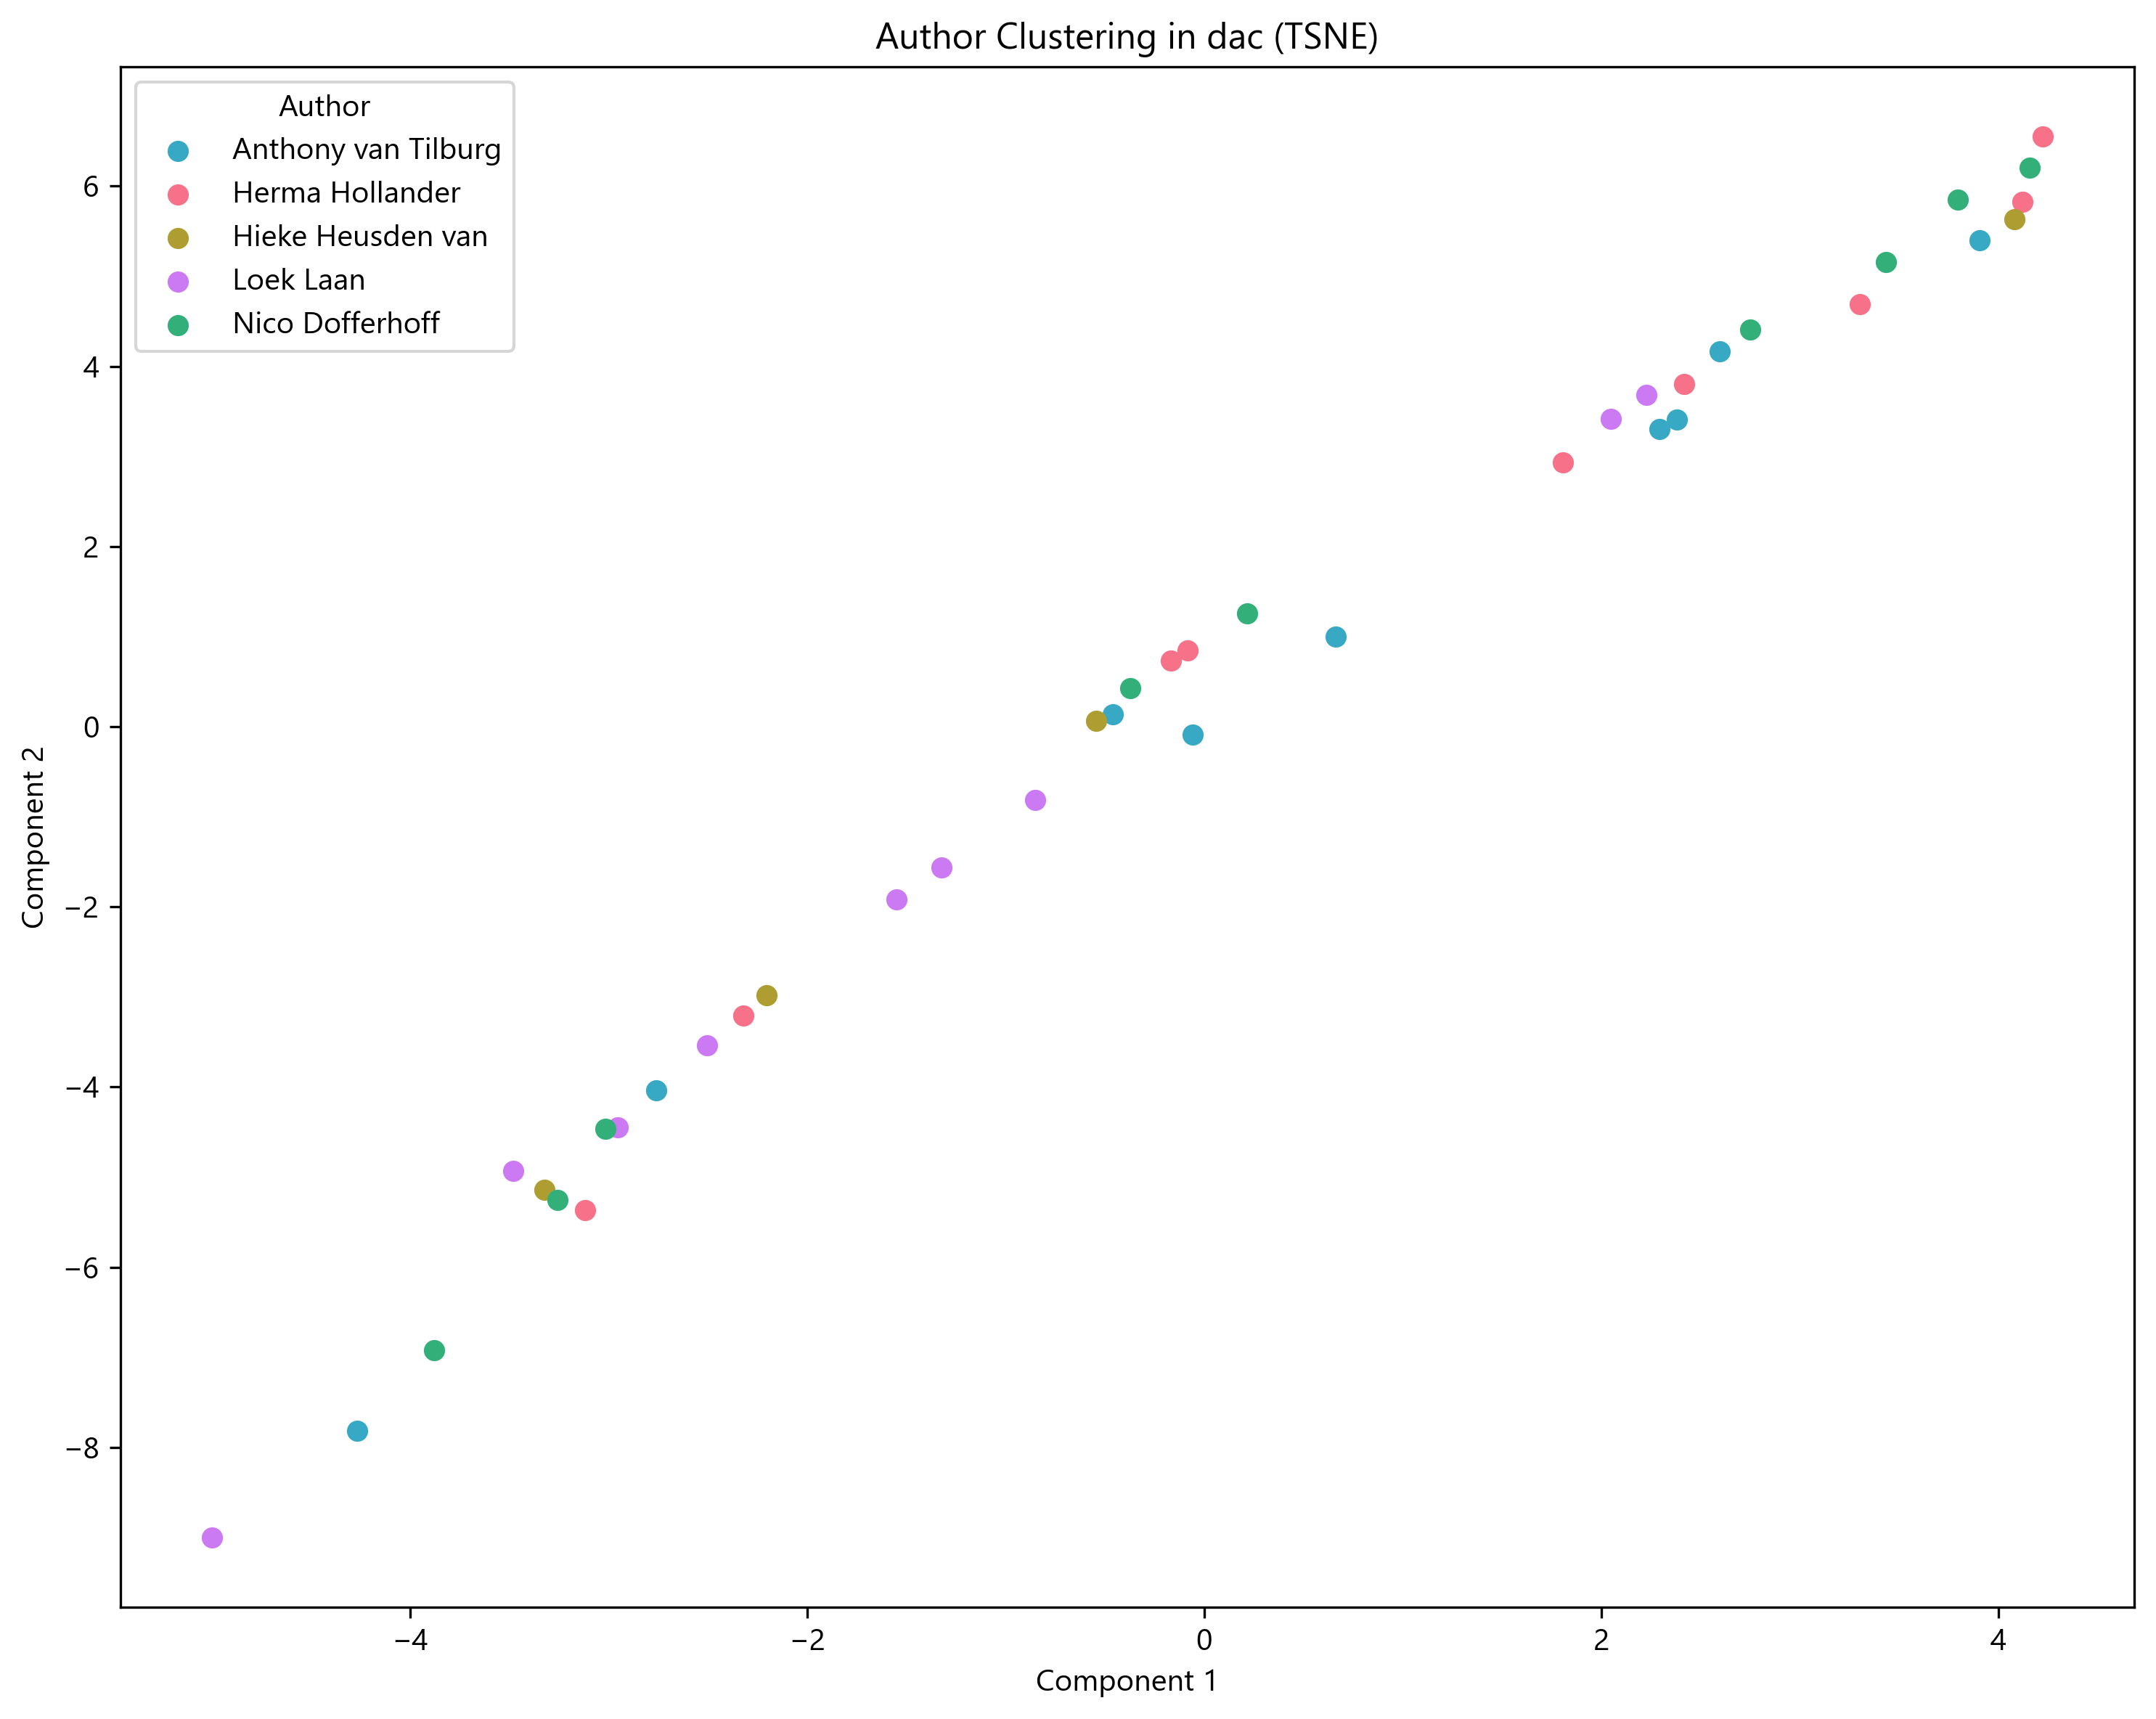 Author Clustering in dac (TSNE)
Author
Anthony van Tilburg
Herma Hollander
Hieke Heusden van
Loek Laan
Nico Dofferhoff
6
4
2
0
−2
−4
−6
−8
Component 2
−4
−2
0
2
4
Component 1